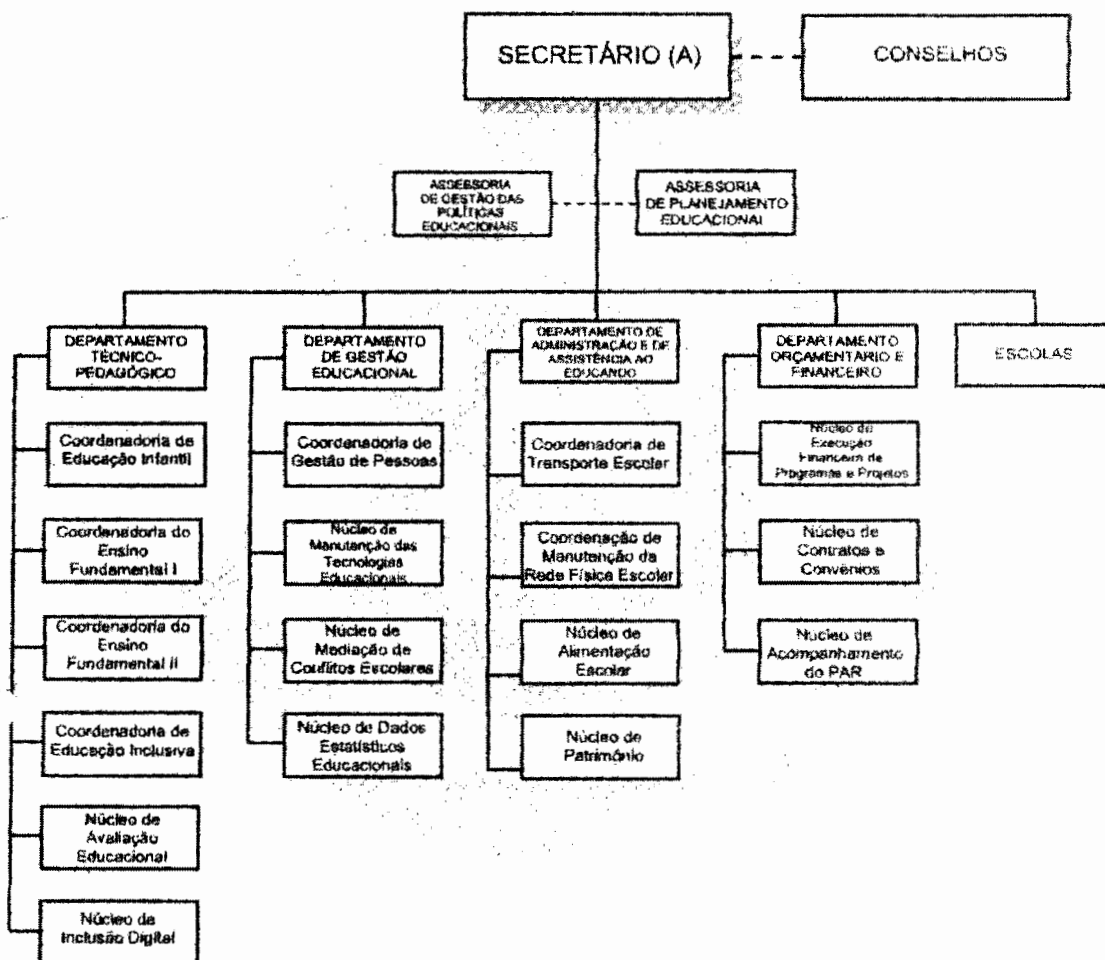 SECRETÁRIO (A)
CONSELHOS
ASSESSORIA
DE GESTÃO DAS
POLÍTICAS
EDUCACIONAIS
ASSESSORIA
DE PLANEJAMENTO
EDUCACIONAL
DEPARTAMENTO
TÉCNICO-
PEDAGÓGICO
DEPARTAMENTO
DE GESTÃO
EDUCACIONAL
DEPARTAMENTO DE
ADMINISTRAÇÃO E DE
ASSISTÊNCIA AO
EDUCANDO
DEPARTAMENTO
ORÇAMENTÁRIO E
FINANCEIRO
ESCOLAS
Coordenadoria de
Educação Infantil
Coordenadoria do
Ensino
Fundamental I
Coordenadoria do
Ensino
Fundamental II
Coordenadoria de
Educação Inclusiva
Núcleo de
Avaliação
Educacional
Núcleo de
Inclusão Digital
Coordenadoria de
Gestão de Pessoas
Núcleo de
Manutenção das
Tecnologias
Educacionais
Núcleo de
Mediação de
Conflitos Escolares
Núcleo de Dados
Estatísticos
Educacionais
Coordenadoria de
Transporte Escolar
Coordenação de
Manutenção da
Rede Física Escolar
Núcleo de
Alimentação
Escolar
Núcleo de
Patrimônio
Núcleo de
Execução
Financeira de
Programas e Projetos
Núcleo de
Contratos e
Convênios
Núcleo de
Acompanhamento
do PAR